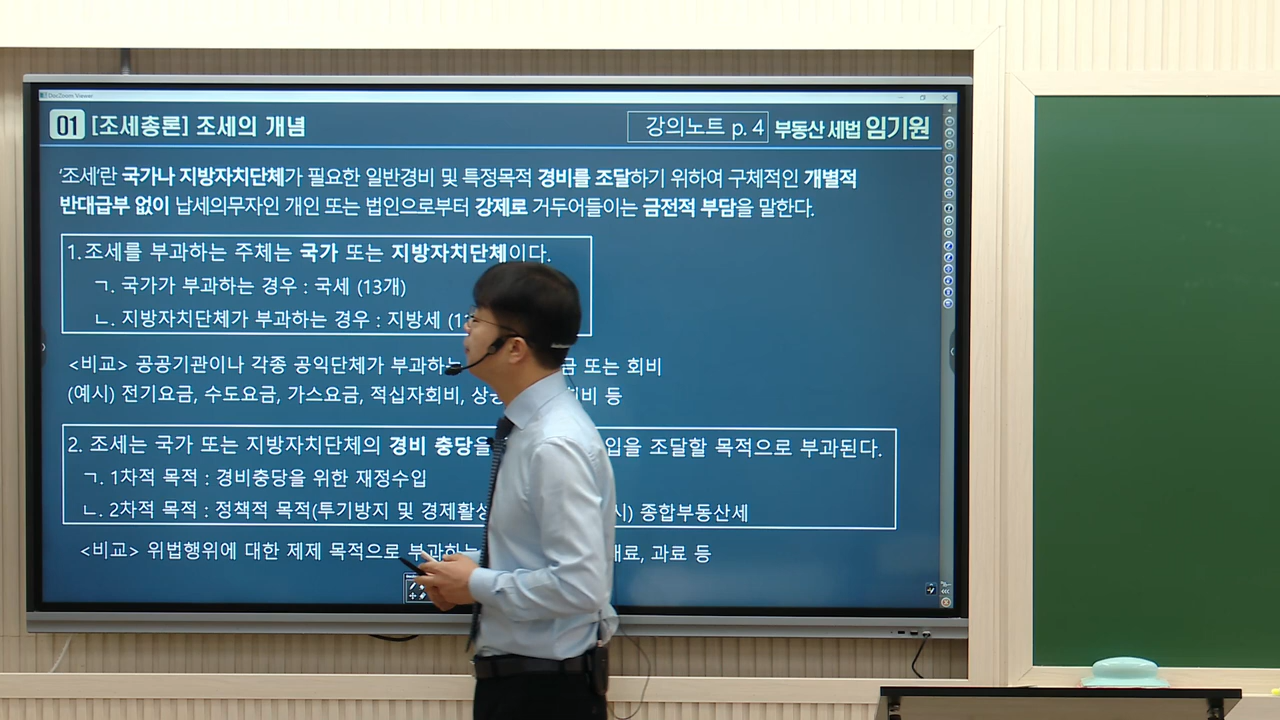 DocZoom Viewer
01 [조세총론] 조세의 개념 강의노트 p. 4 부동산 세법 임기원
'조세'란 국가나 지방자치단체가 필요한 일반경비 및 특정목적 경비를 조달하기 위하여 구체적인 개별적
반대급부 없이 납세의무자인 개인 또는 법인으로부터 강제로 거두어들이는 금전적 부담을 말한다.
1. 조세를 부과하는 주체는 국가 또는 지방자치단체이다.
ㄱ. 국가가 부과하는 경우 : 국세 (13개)
ㄴ. 지방자치단체가 부과하는 경우 : 지방세
<비교> 공공기관이나 각종 공익단체가 부과하는 또는 회비
(예시) 전기요금, 수도요금, 가스요금, 적십자회비, 등
2. 조세는 국가 또는 지방자치단체의 경비 충당을 조달할 목적으로 부과된다.
ㄱ. 1차적 목적 : 경비충당을 위한 재정수입
ㄴ. 2차적 목적 : 정책적 목적(투기방지 및 종합부동산세
<비교> 위법행위에 대한 제제 목적으로 부과하는 과료 등